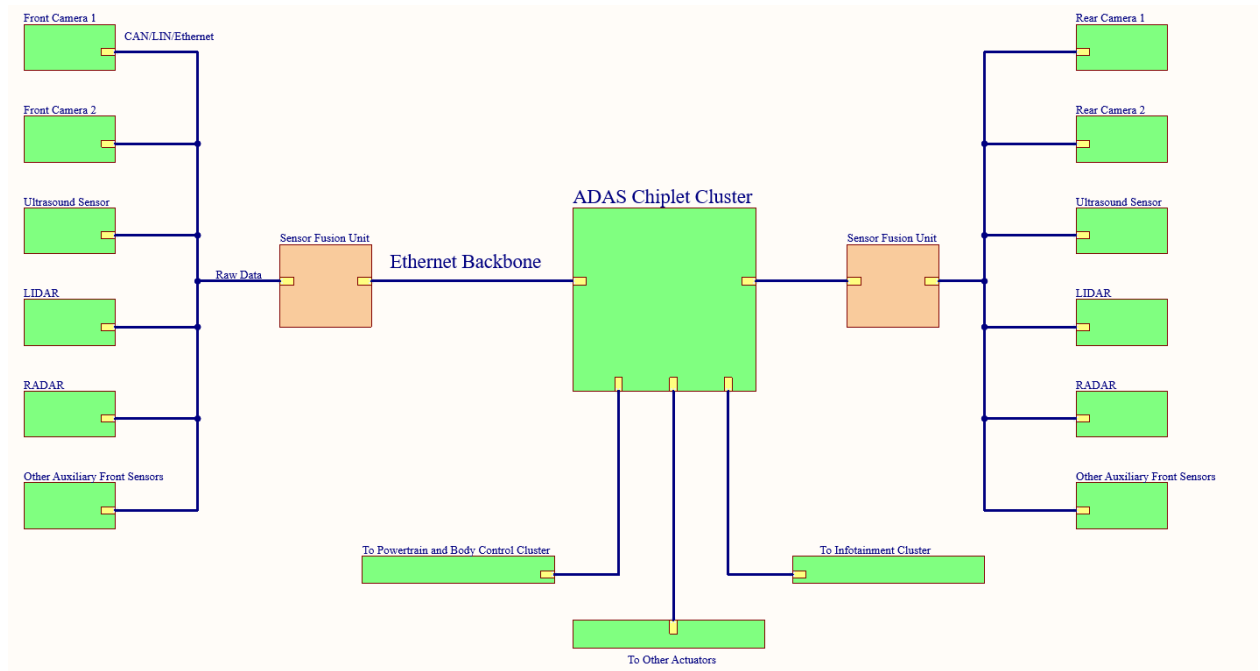 Front Camera 1
CAN/LIN/Ethernet
Rear Camera 1
Front Camera 2
Rear Camera 2
ADAS Chiplet Cluster
Ultrasound Sensor
Ultrasound Sensor
Sensor Fusion Unit
Sensor Fusion Unit
Ethernet Backbone
Raw Data
LIDAR
LIDAR
RADAR
RADAR
Other Auxiliary Front Sensors
Other Auxiliary Front Sensors
To Powertrain and Body Control Cluster
To Infotainment Cluster
To Other Actuators